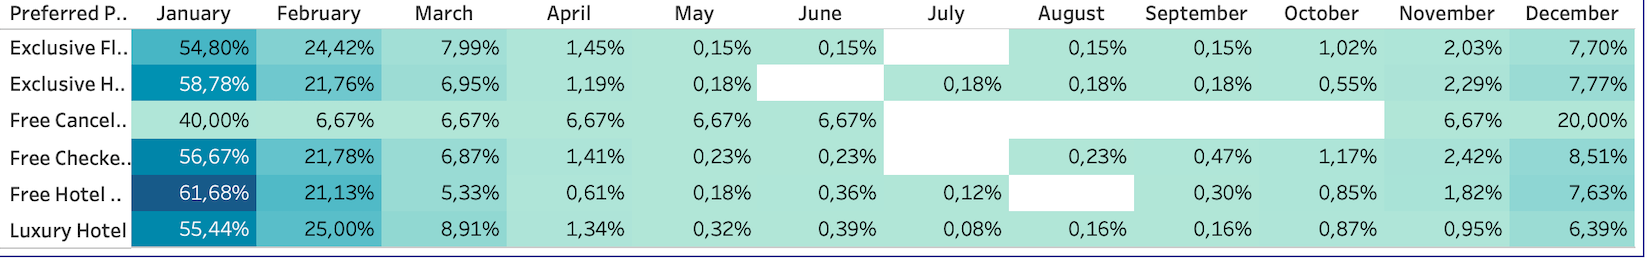 Preferred P.. January February March April May June July August September October November December
Exclusive Fl.. 54,80% 24,42% 7,99% 1,45% 0,15% 0,15% 0,15% 0,15% 1,02% 2,03% 7,70%
Exclusive H.. 58,78% 21,76% 6,95% 1,19% 0,18% 0,18% 0,18% 0,18% 0,55% 2,29% 7,77%
Free Cancel.. 40,00% 6,67% 6,67% 6,67% 6,67% 6,67% 6,67% 20,00%
Free Checke.. 56,67% 21,78% 6,87% 1,41% 0,23% 0,23% 0,23% 0,47% 1,17% 2,42% 8,51%
Free Hotel .. 61,68% 21,13% 5,33% 0,61% 0,18% 0,36% 0,12% 0,30% 0,85% 1,82% 7,63%
Luxury Hotel 55,44% 25,00% 8,91% 1,34% 0,32% 0,39% 0,08% 0,16% 0,16% 0,87% 0,95% 6,39%